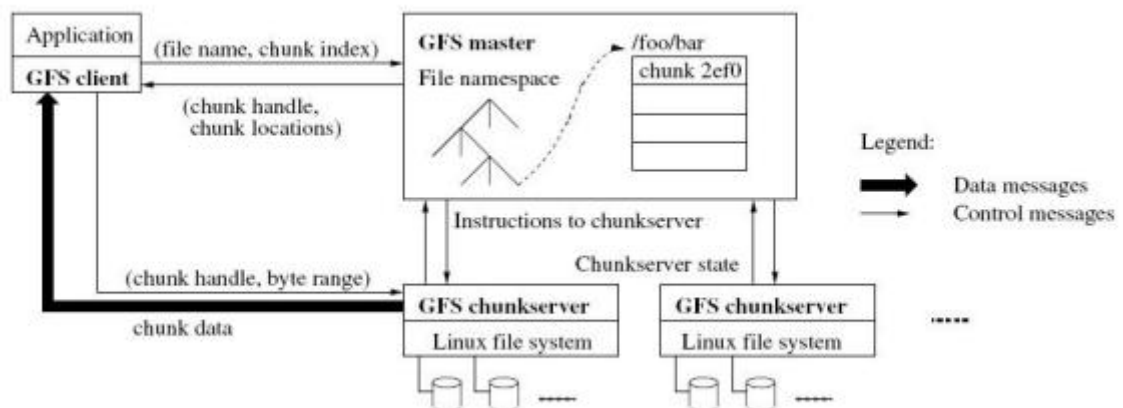 Application
GFS client
(file name, chunk index)
(chunk handle,
chunk locations)
GFS master
File namespace
/foo/bar
chunk 2ef0
Legend:
Data messages
Control messages
Instructions to chunkserver
Chunkserver state
(chunk handle, byte range)
chunk data
GFS chunkserver
Linux file system
GFS chunkserver
Linux file system